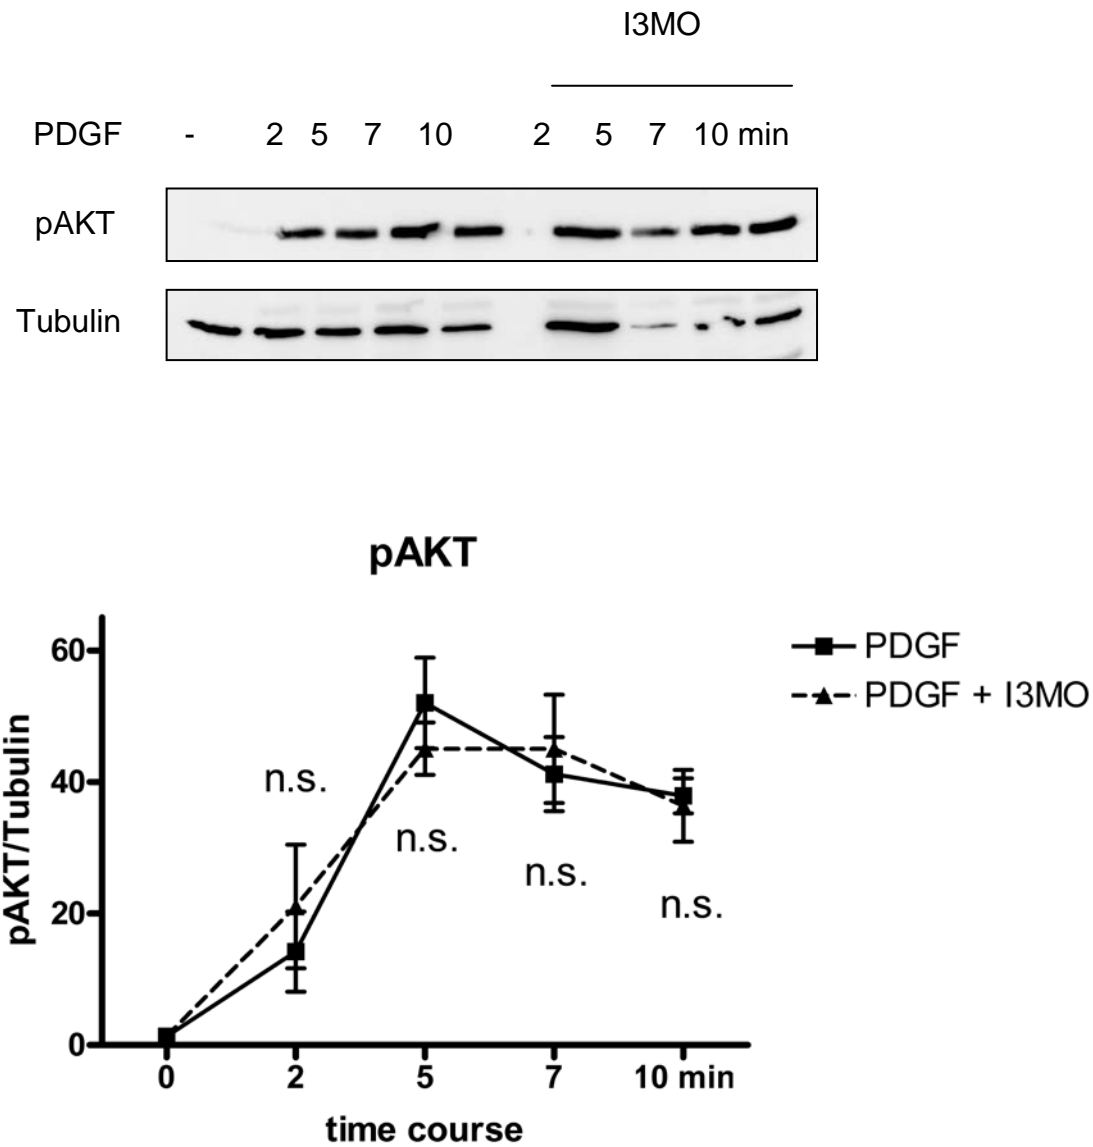 I3MO
PDGF - 2 5 7 10 2 5 7 10 min
pAKT
Tubulin
pAKT
60
40
20
0
pAKT/Tubulin
n.s.
n.s.
n.s.
n.s.
0 2 5 7 10 min
time course
PDGF
PDGF + I3MO